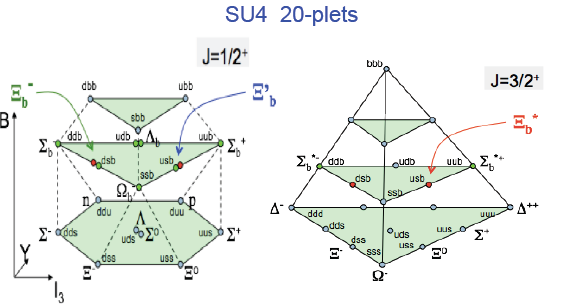 SU4 20-plets
J=1/2⁺
Ξb⁻
Ξ'b
dbb
ubb
sbb
B
Σb⁻
ddb
udb
Λb
uub
Σb⁺
dsb
usb
ssb
Ωb⁻
n
p
ddu
duu
Λ
Σ⁻
dds
uds
Σ⁰
uus
Σ⁺
Y
dss
uss
Ξ⁻
Ξ⁰
I₃
bbb
J=3/2⁺
Ξb*
Σb*⁻
ddb
udb
uub
Σb*⁺
dsb
usb
ssb
Δ⁻
ddd
uuu
Δ⁺⁺
dds
uds
uus
Σ⁺
dss
uss
Ξ⁻
sss
Ξ⁰
Ω⁻